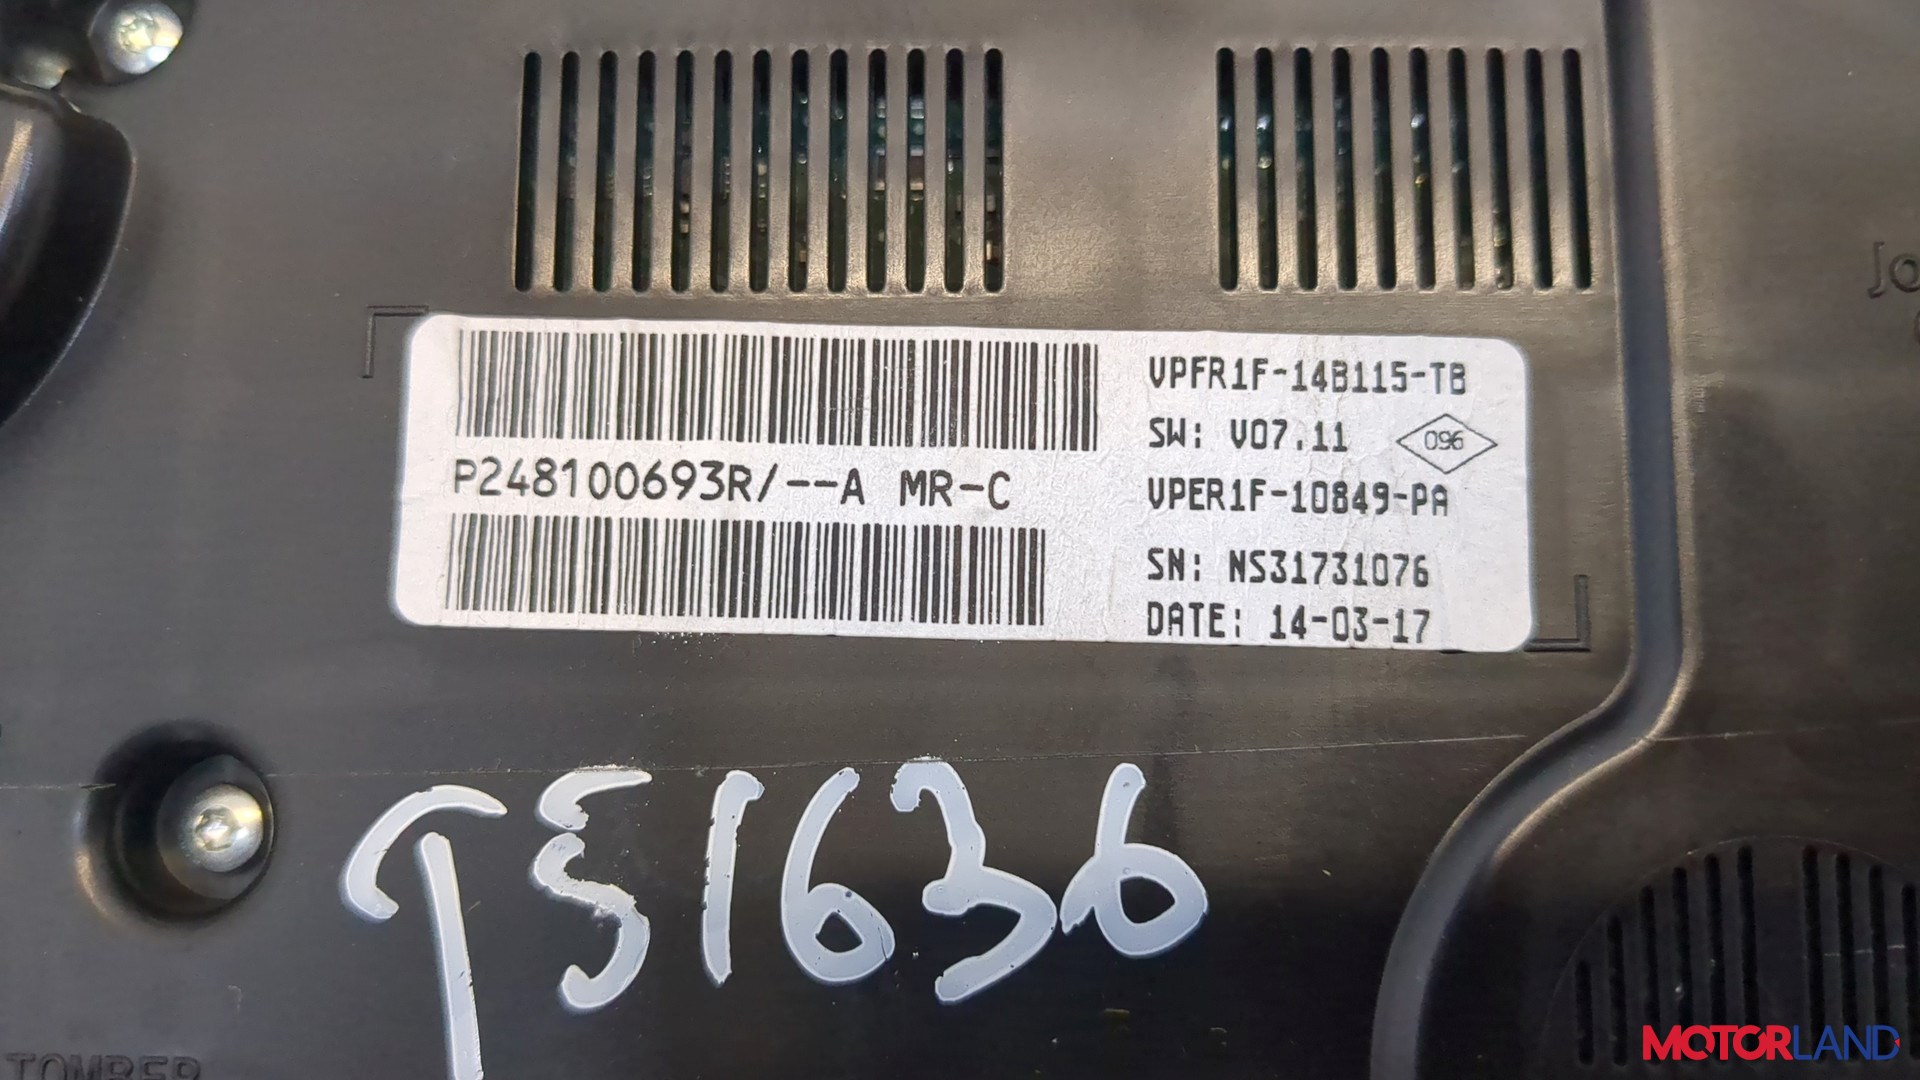 VPFR1F-14B115-TB
SW: V07.11
096
P248100693R/--A MR-C
VPER1F-10849-PA
SN: NS31731076
DATE: 14-03-17
T51636
TOMBER
MOTORLAND